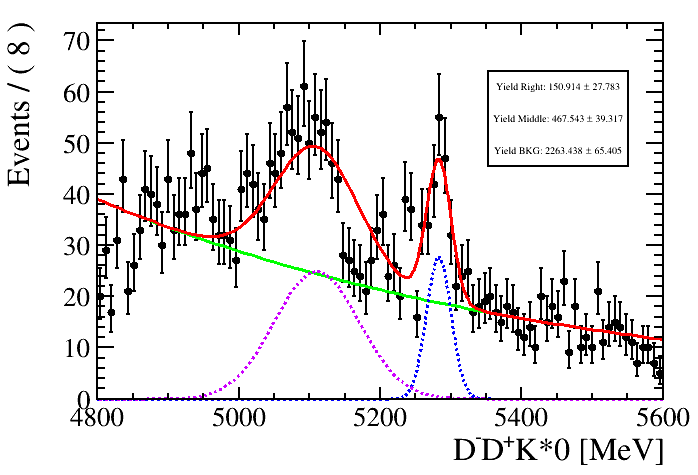 Events / ( 8 )
70
60
50
40
30
20
10
0
Yield Right: 150.914 ± 27.783
Yield Middle: 467.543 ± 39.317
Yield BKG: 2263.438 ± 65.405
4800 5000 5200 5400 5600
D⁻D⁺K*0 [MeV]